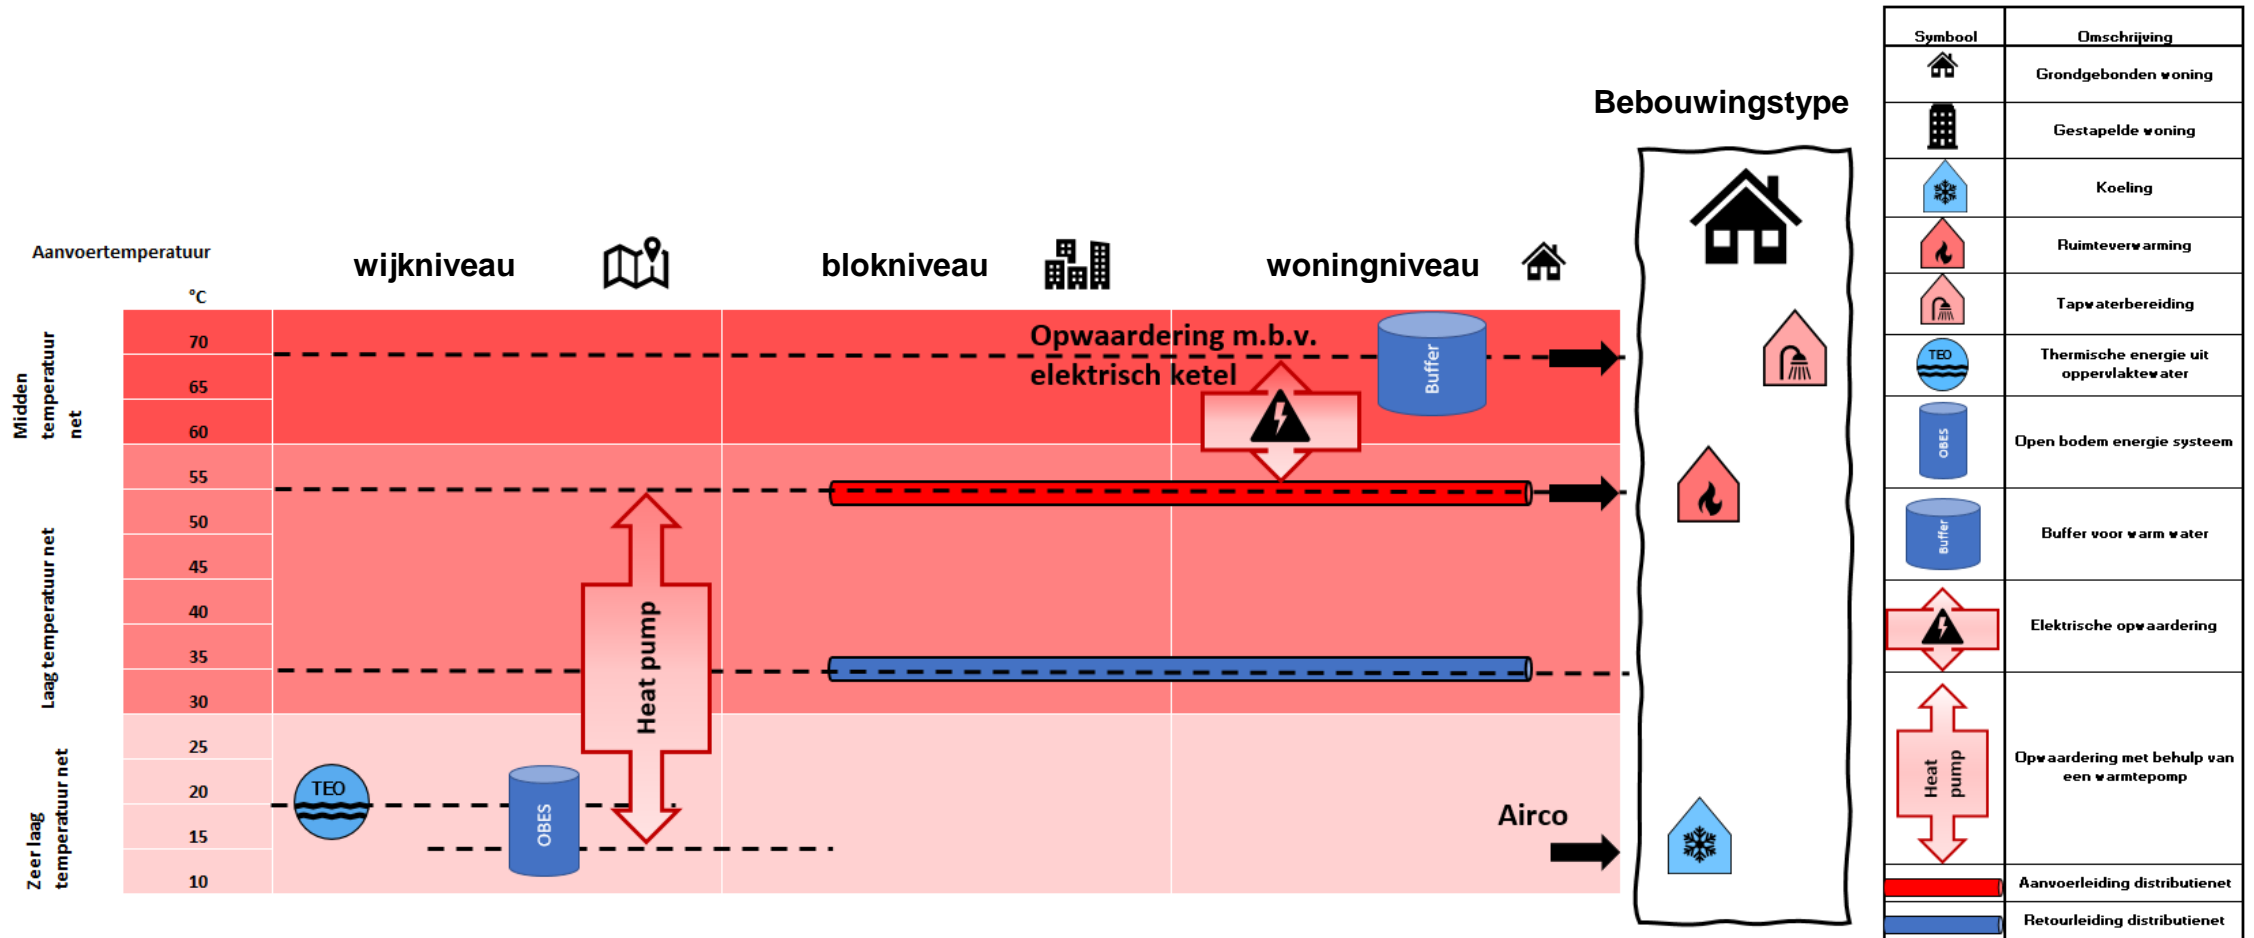 Symbool
Omschrijving
Grondgebonden woning
Gestapelde woning
Koeling
Ruimteverwarming
Tapwaterbereiding
TEO
Thermische energie uit
oppervlaktewater
OBES
Open bodem energie systeem
Buffer
Buffer voor warm water
Elektrische opwaardering
Heat
pump
Opwaardering met behulp van
een warmtepomp
Aanvoerleiding distributienet
Retourleiding distributienet
Bebouwingstype
Aanvoertemperatuur
°C
wijkniveau
blokniveau
woningniveau
Midden
temperatuur
net
Laag temperatuur net
Zeer laag
temperatuur net
70
65
60
55
50
45
40
35
30
25
20
15
10
Opwaardering m.b.v.
elektrisch ketel
Buffer
Heat pump
TEO
OBES
Airco